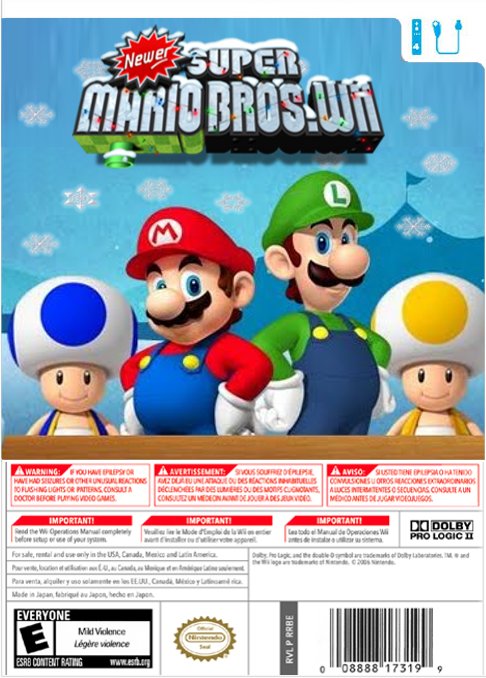 4
Newer
SUPER
MARIO BROS.Wii
M
L
WARNING: IF YOU HAVE EPILEPSY OR
HAVE HAD SEIZURES OR OTHER UNUSUAL REACTIONS
TO FLASHING LIGHTS OR PATTERNS, CONSULT A
DOCTOR BEFORE PLAYING VIDEO GAMES.
AVERTISSEMENT: SI VOUS SOUFFREZ D'ÉPILEPSIE,
AVEZ DÉJÀ EU UNE ATTAQUE OU DES RÉACTIONS INHABITUELLES
DÉCLENCHÉES PAR DES LUMIÈRES OU DES MOTIFS CLIGNOTANTS,
CONSULTEZ UN MÉDECIN AVANT DE JOUER À DES JEUX VIDÉO.
AVISO: SI USTED TIENE EPILEPSIA O HA TENIDO
CONVULSIONES U OTROS REACCIONES EXTRAORDINARIOS
A LUCES INTERMITENTES O SECUENCIAS, CONSULTE A UN
MÉDICO ANTES DE JUGAR VIDEOJUEGOS.
IMPORTANT!
Read the Wii Operations Manual completely
before setup or use of your system.
IMPORTANT!
Veuillez lire le Mode d'Emploi de la Wii en entier
avant d'installer ou d'utiliser votre appareil.
IMPORTANT!
Lea todo el Manual de Operaciones Wii
antes de instalar o utilizar su sistema.
DOLBY
PRO LOGIC II
For sale, rental and use only in the USA, Canada, Mexico and Latin America.
Pour vente, location et utilisation aux É.-U., au Canada, au Mexique et en Amérique Latine seulement.
Para venta, alquiler y uso solamente en los EE.UU., Canadá, México y Latinoamérica.
Made in Japan, fabriqué au Japon, hecho en Japon.
Dolby, Pro Logic, and the double-D symbol are trademarks of Dolby Laboratories. TM, ® and
the Wii logo are trademarks of Nintendo. © 2006 Nintendo.
EVERYONE
E
Mild Violence
Légère violence
ESRB CONTENT RATING www.esrb.org
Official
Nintendo
Seal
RVL P RRBE
0 08888 17319 9